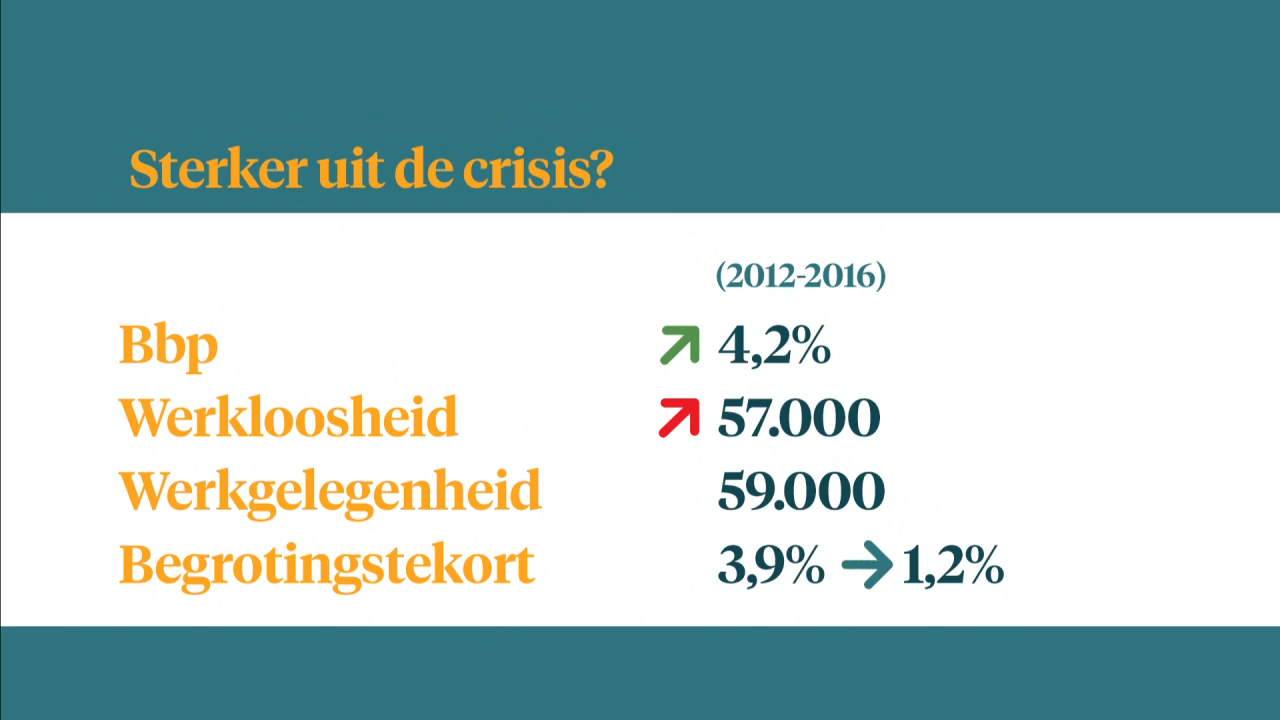 Sterker uit de crisis?
(2012-2016)
Bbp 4,2%
Werkloosheid 57.000
Werkgelegenheid 59.000
Begrotingstekort 3,9% → 1,2%